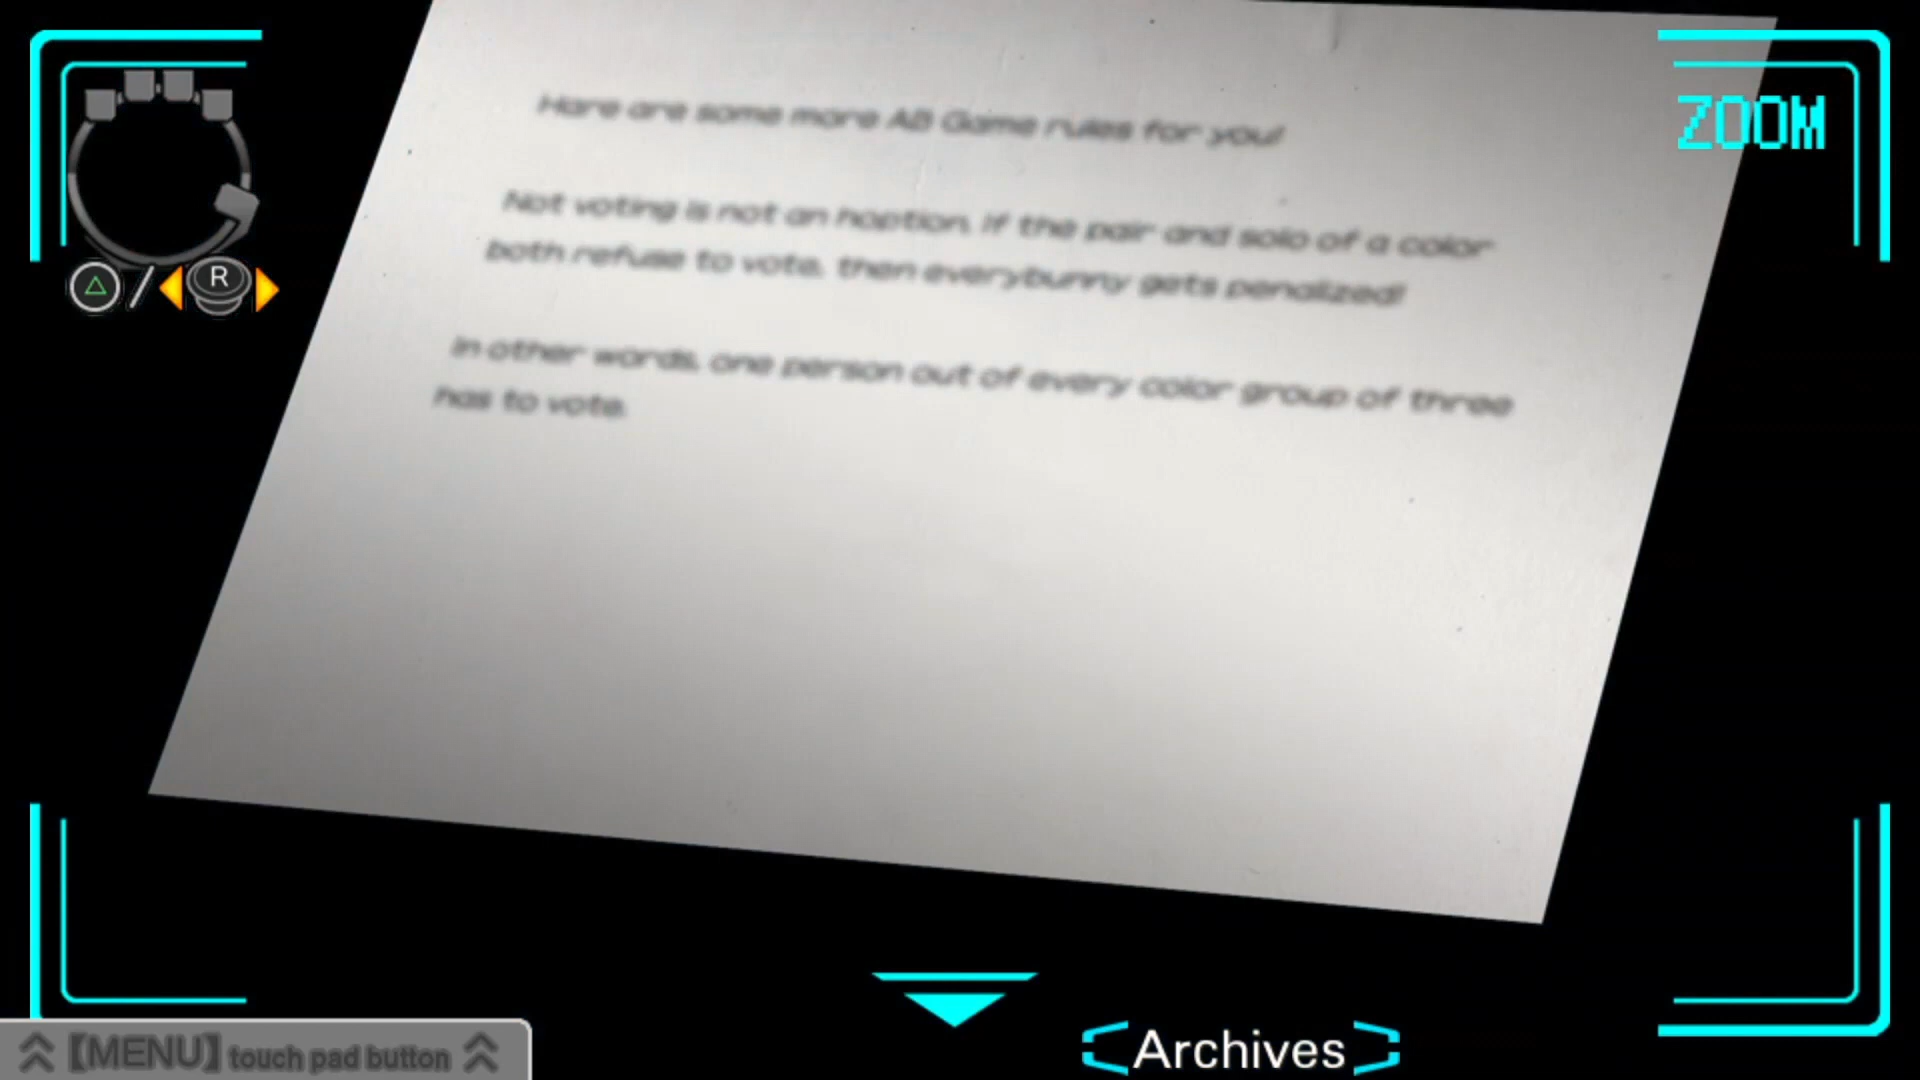 ZOOM
Hare are some more AB Game rules for you!
Not voting is not an hoption. If the pair and solo of a color
both refuse to vote, then everybunny gets penalized!
In other words, one person out of every color group of three
has to vote.
R
Archives
【MENU】touch pad button